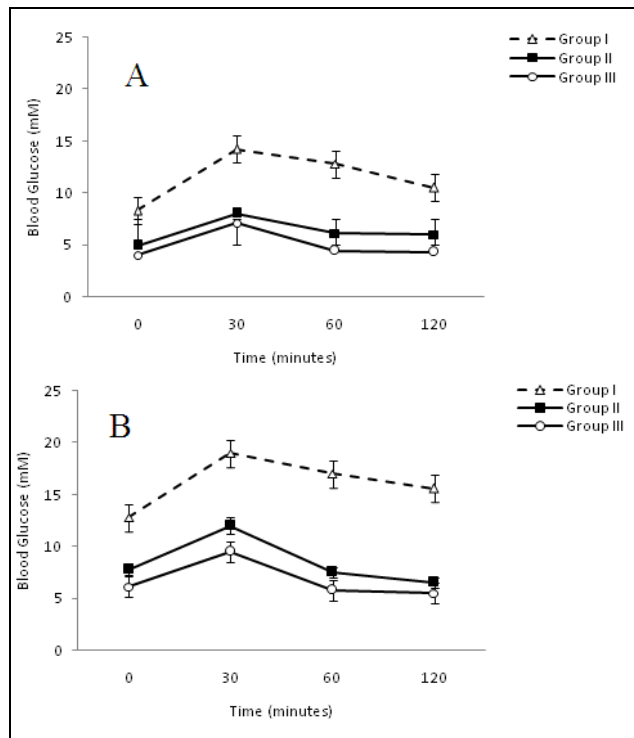 25
20
15
10
5
0
Blood Glucose (mM)
A
Group I
Group II
Group III
0 30 60 120
Time (minutes)
25
20
15
10
5
0
Blood Glucose (mM)
B
Group I
Group II
Group III
0 30 60 120
Time (minutes)